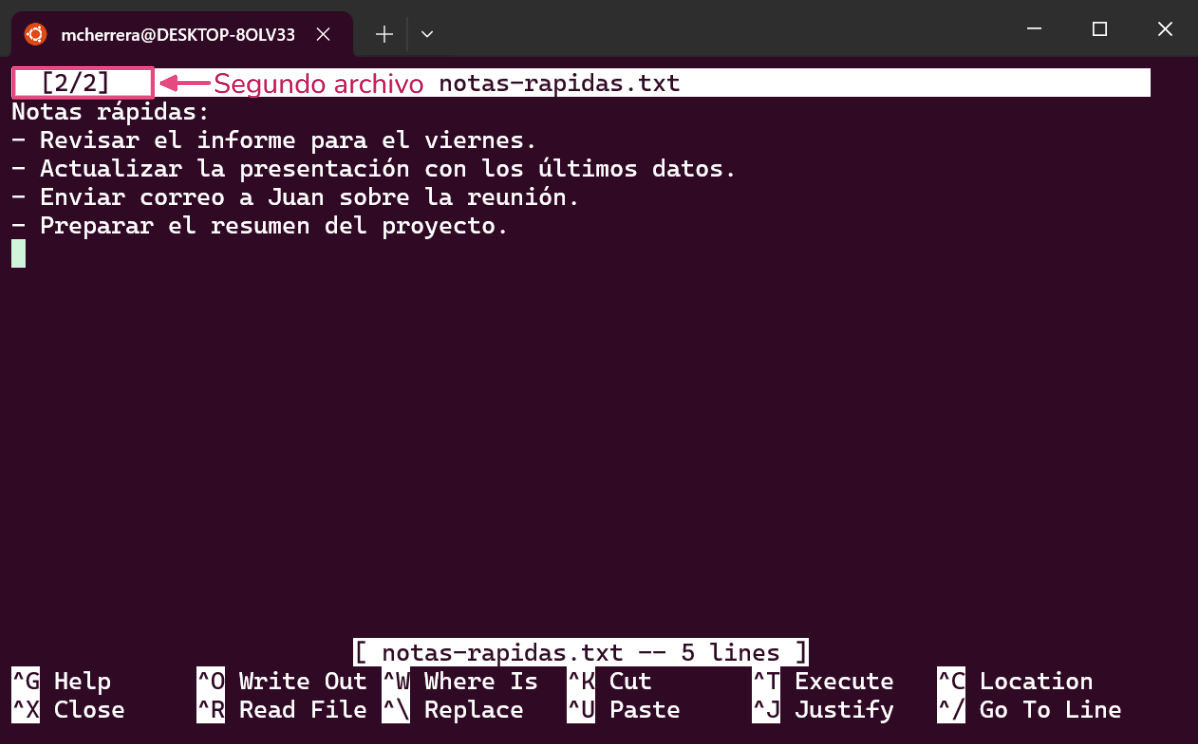 mcherrera@DESKTOP-8OLV33
[2/2] Segundo archivo notas-rapidas.txt
Notas rápidas:
- Revisar el informe para el viernes.
- Actualizar la presentación con los últimos datos.
- Enviar correo a Juan sobre la reunión.
- Preparar el resumen del proyecto.
[ notas-rapidas.txt -- 5 lines ]
^G Help ^O Write Out ^W Where Is ^K Cut ^T Execute ^C Location
^X Close ^R Read File ^\ Replace ^U Paste ^J Justify ^/ Go To Line